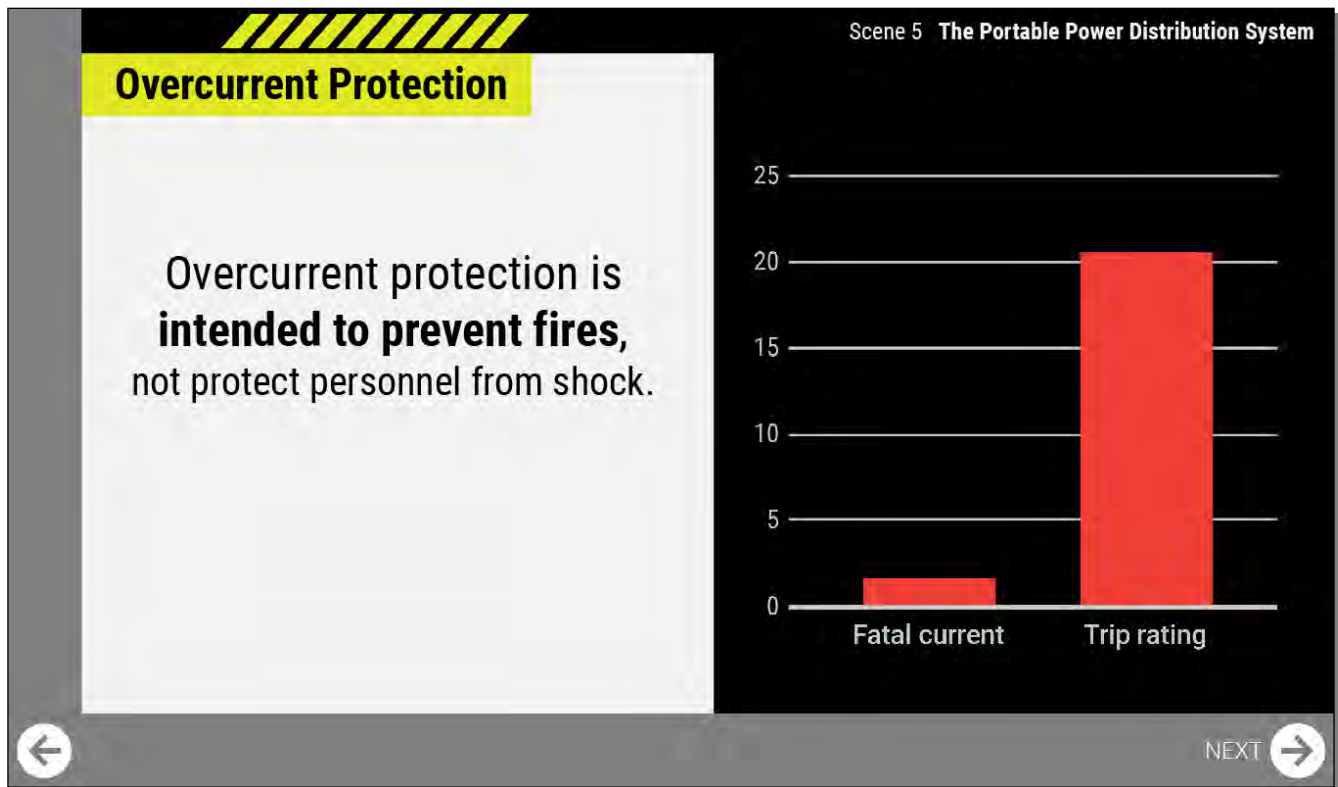 Scene 5 The Portable Power Distribution System
Overcurrent Protection
Overcurrent protection is
intended to prevent fires,
not protect personnel from shock.
25
20
15
10
5
0
Fatal current
Trip rating
NEXT